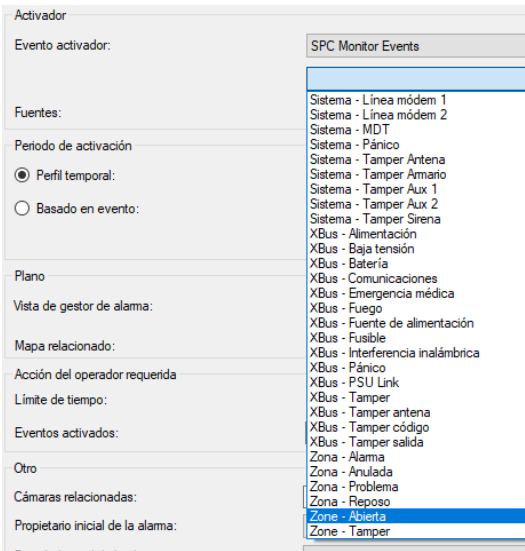 Activador
Evento activador:
SPC Monitor Events
Fuentes:
Periodo de activación
Perfil temporal:
Basado en evento:
Plano
Vista de gestor de alarma:
Mapa relacionado:
Acción del operador requerida
Límite de tiempo:
Eventos activados:
Otro
Cámaras relacionadas:
Propietario inicial de la alarma:
Sistema - Línea módem 1
Sistema - Línea módem 2
Sistema - MDT
Sistema - Pánico
Sistema - Tamper Antena
Sistema - Tamper Armario
Sistema - Tamper Aux 1
Sistema - Tamper Aux 2
Sistema - Tamper Sirena
XBus - Alimentación
XBus - Baja tensión
XBus - Batería
XBus - Comunicaciones
XBus - Emergencia médica
XBus - Fuego
XBus - Fuente de alimentación
XBus - Fusible
XBus - Interferencia inalámbrica
XBus - Pánico
XBus - PSU Link
XBus - Tamper
XBus - Tamper antena
XBus - Tamper código
XBus - Tamper salida
Zona - Alarma
Zona - Anulada
Zona - Problema
Zona - Reposo
Zone - Abierta
Zone - Tamper